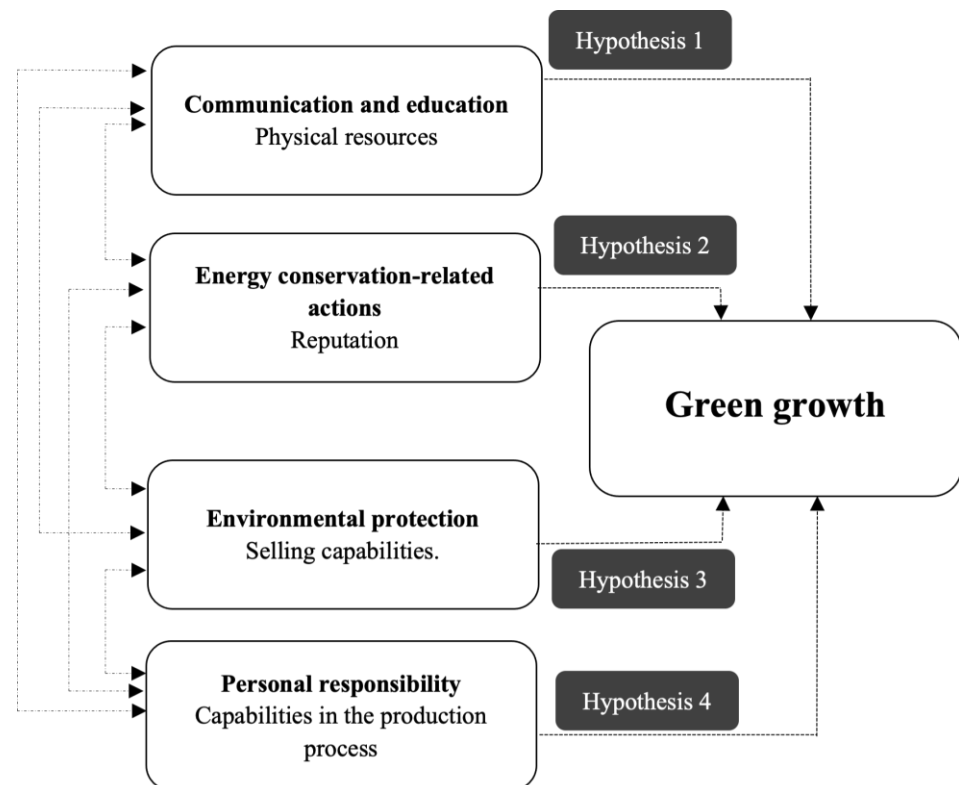 Hypothesis 1
Communication and education
Physical resources
Hypothesis 2
Energy conservation-related
actions
Reputation
Green growth
Environmental protection
Selling capabilities.
Hypothesis 3
Personal responsibility
Capabilities in the production
process
Hypothesis 4